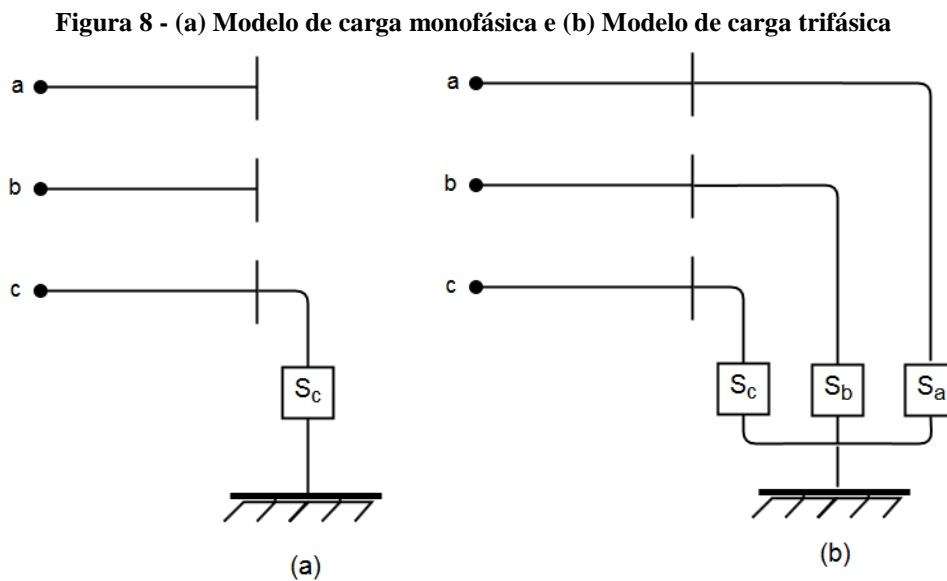 Figura 8 - (a) Modelo de carga monofásica e (b) Modelo de carga trifásica
a
b
c
Sc
(a)
a
b
c
Sc
Sb
Sa
(b)